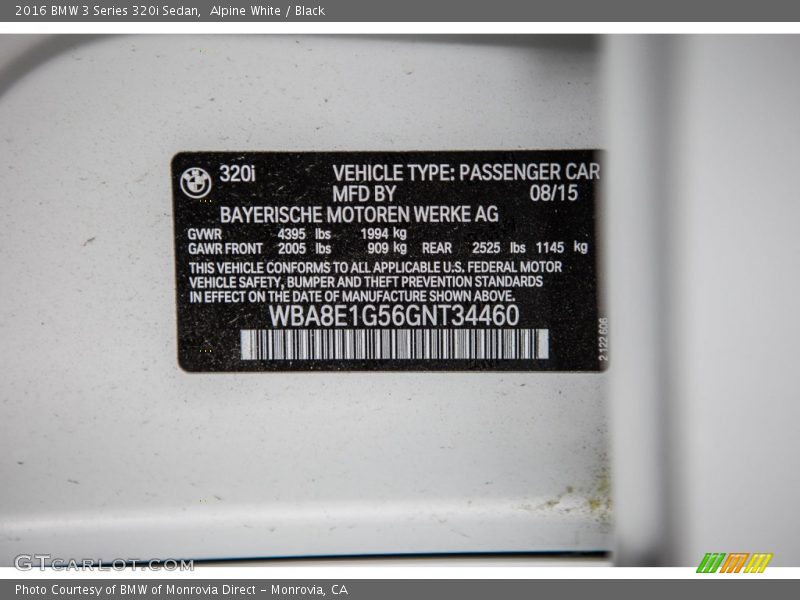 2016 BMW 3 Series 320i Sedan,  Alpine White / Black
320i VEHICLE TYPE: PASSENGER CAR
MFD BY 08/15
BAYERISCHE MOTOREN WERKE AG
GVWR 4395 lbs 1994 kg
GAWR FRONT 2005 lbs 909 kg REAR 2525 lbs 1145 kg
THIS VEHICLE CONFORMS TO ALL APPLICABLE U.S. FEDERAL MOTOR
VEHICLE SAFETY, BUMPER AND THEFT PREVENTION STANDARDS
IN EFFECT ON THE DATE OF MANUFACTURE SHOWN ABOVE.
WBA8E1G56GNT34460
2 122 606
GTCARLOT.COM
Photo Courtesy of BMW of Monrovia Direct - Monrovia, CA